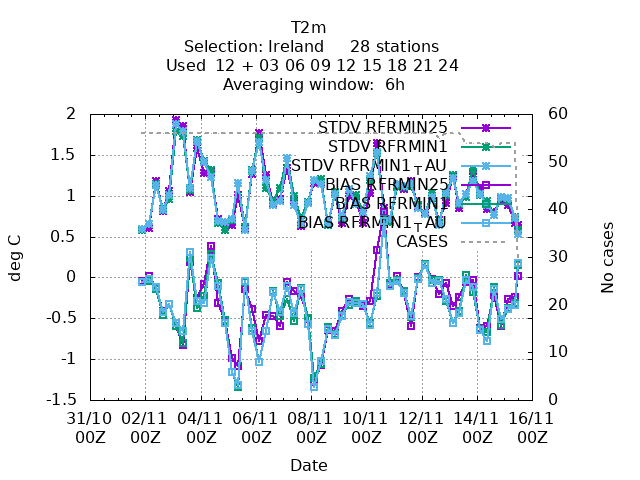 T2m
Selection: Ireland 28 stations
Used 12 + 03 06 09 12 15 18 21 24
Averaging window: 6h
2
1.5
1
0.5
0
-0.5
-1
-1.5
deg C
60
50
40
30
20
10
0
No cases
STDV RFRMIN25
STDV RFRMIN1
STDV RFRMIN1_AU
BIAS RFRMIN25
BIAS RFRMIN1
BIAS RFRMIN1_AU
CASES
31/10 02/11 04/11 06/11 08/11 10/11 12/11 14/11 16/11
00Z 00Z 00Z 00Z 00Z 00Z 00Z 00Z 00Z
Date